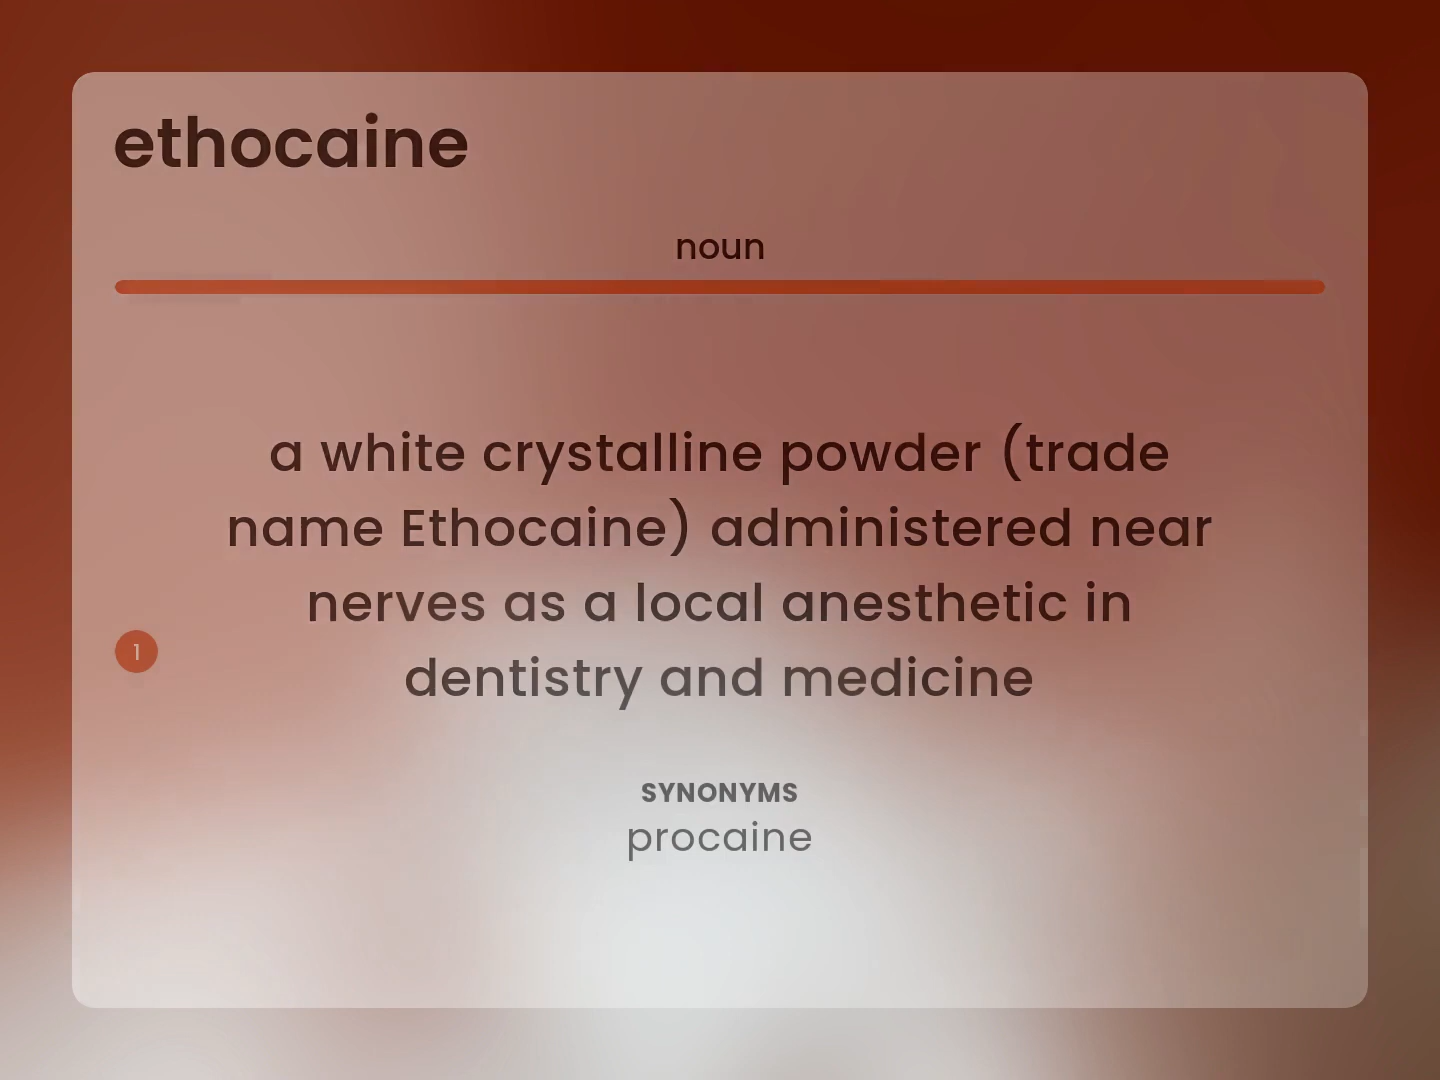 ethocaine
noun
a white crystalline powder (trade
name Ethocaine) administered near
nerves as a local anesthetic in
1
dentistry and medicine
SYNONYMS
procaine